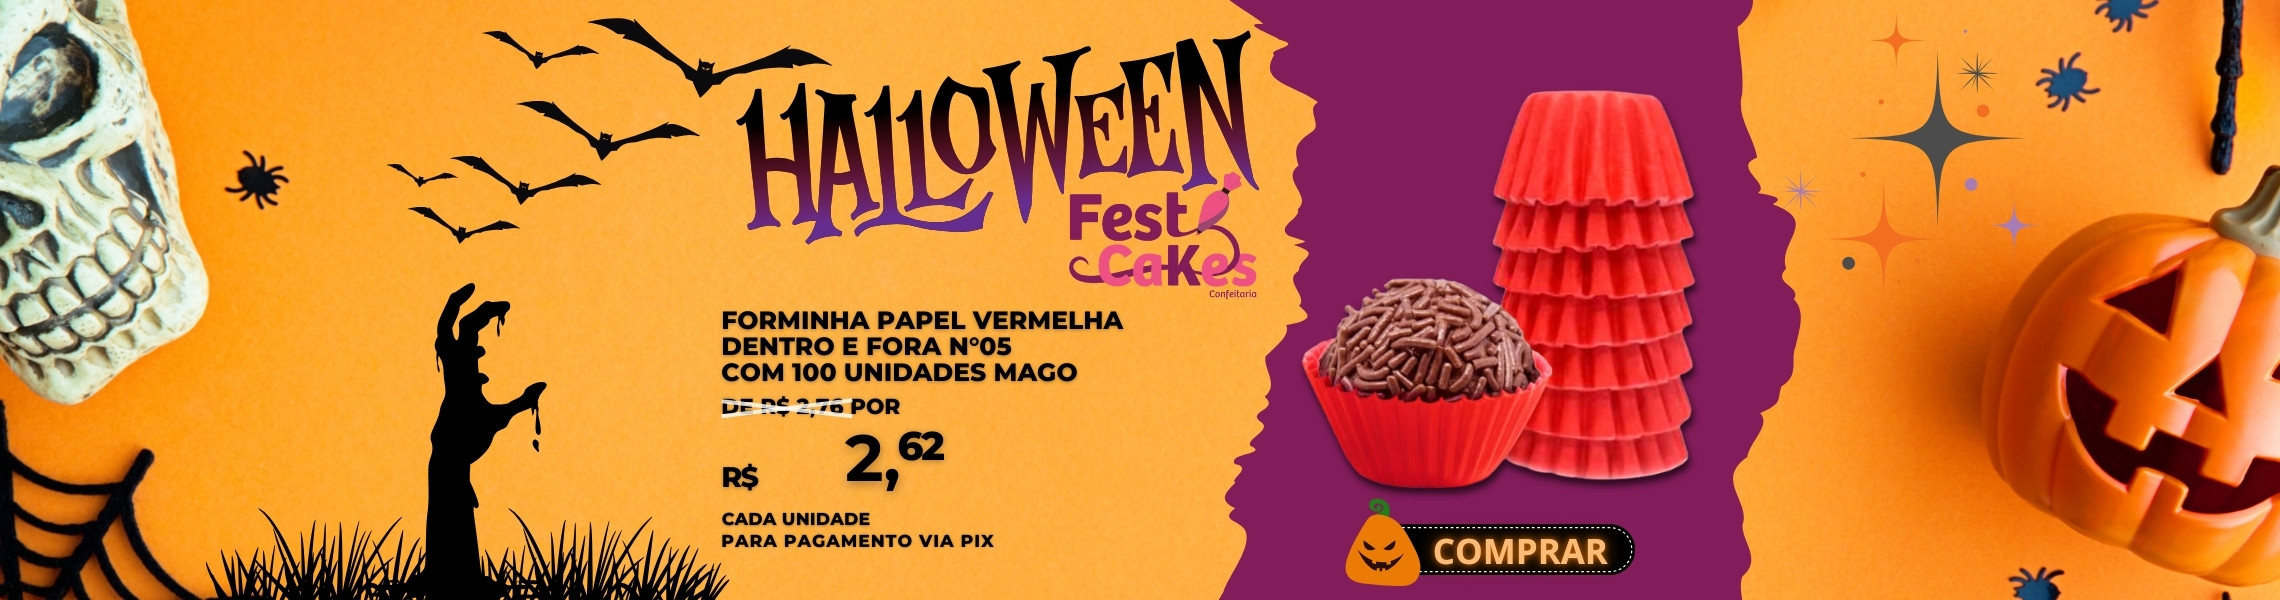 HALLOWEEN
Fest
CaKes
Confeitaria
FORMINHA PAPEL VERMELHA
DENTRO E FORA N°05
COM 100 UNIDADES MAGO
DE R$ 2,76 POR
R$ 2,62
CADA UNIDADE
PARA PAGAMENTO VIA PIX
COMPRAR